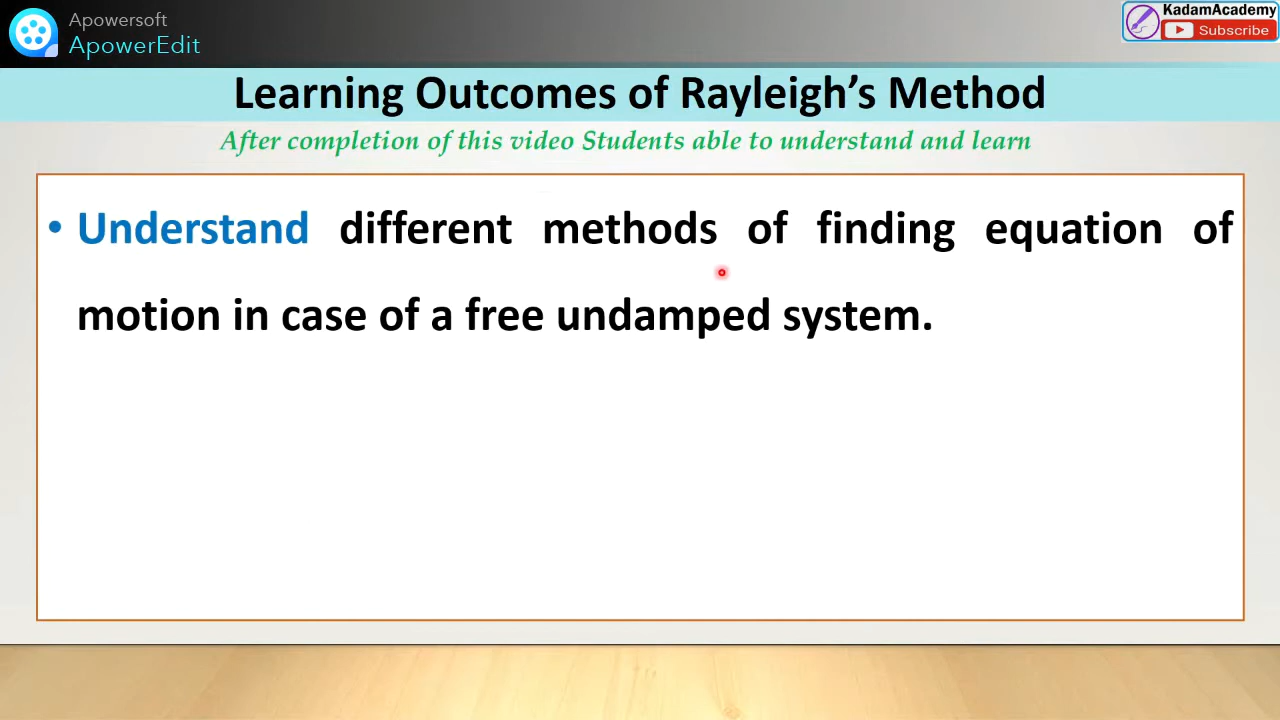 Apowersoft
ApowerEdit
KadamAcademy
Subscribe
Learning Outcomes of Rayleigh’s Method
After completion of this video Students able to understand and learn
• Understand different methods of finding equation of
motion in case of a free undamped system.